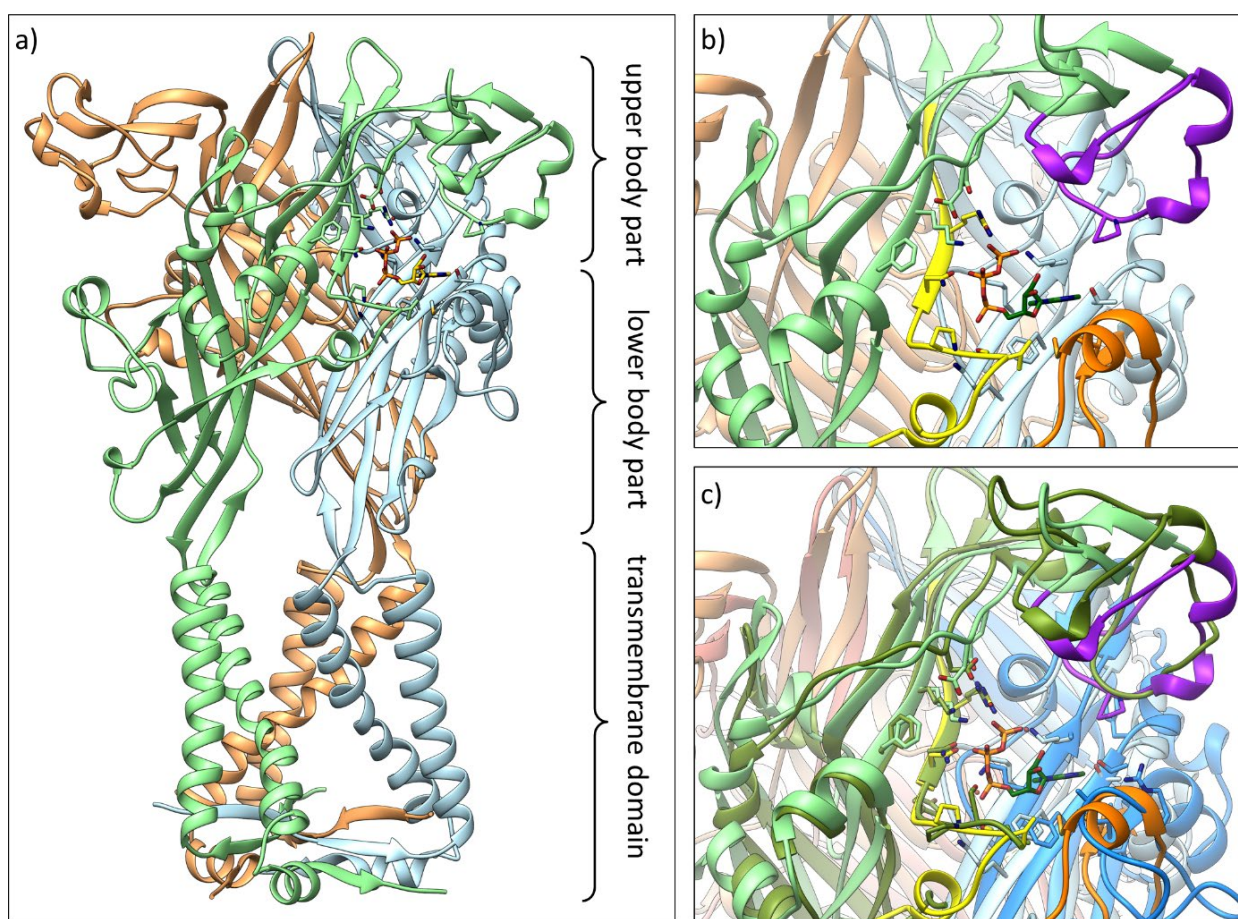 a)
upper body part
lower body part
transmembrane domain
b)
c)